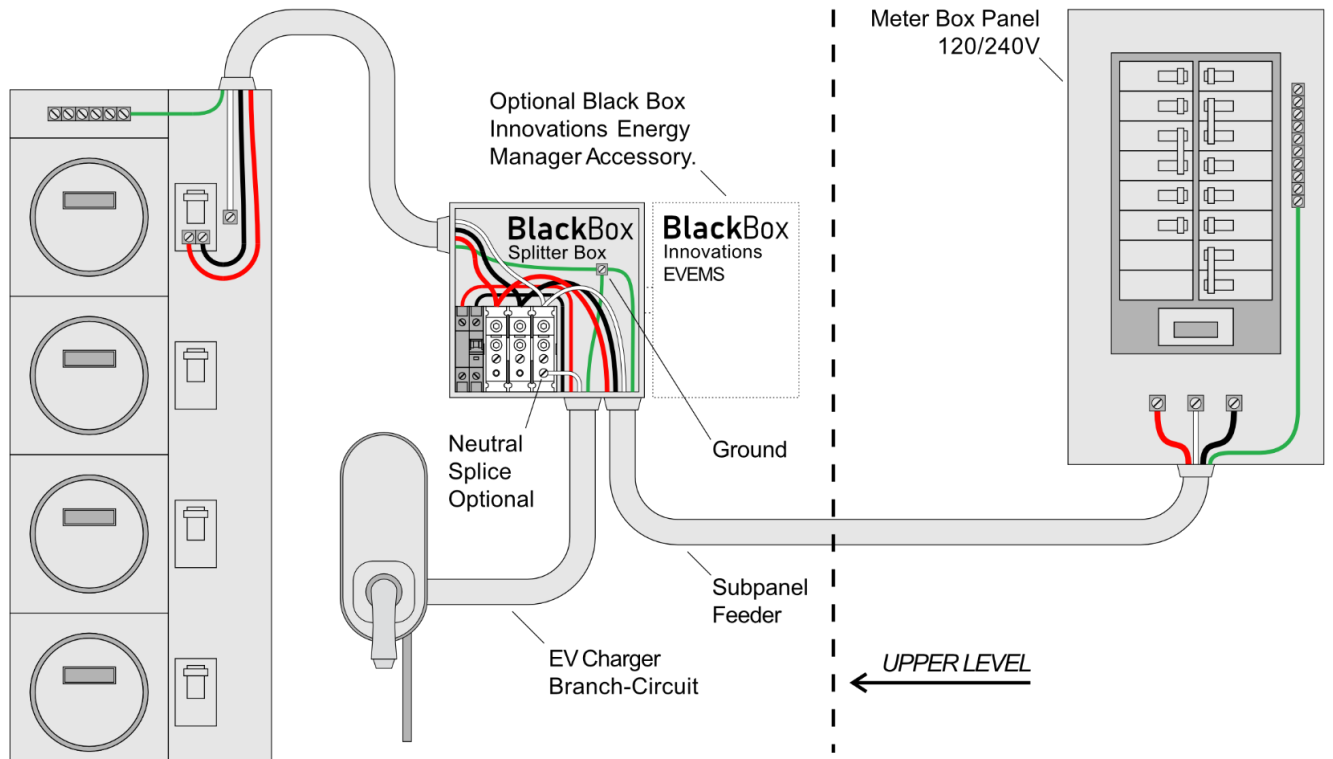 Meter Box Panel
120/240V
Optional Black Box
Innovations Energy
Manager Accessory.
BlackBox
Splitter Box
BlackBox
Innovations
EVEMS
Neutral
Splice
Optional
Ground
Subpanel
Feeder
EV Charger
Branch-Circuit
UPPER LEVEL